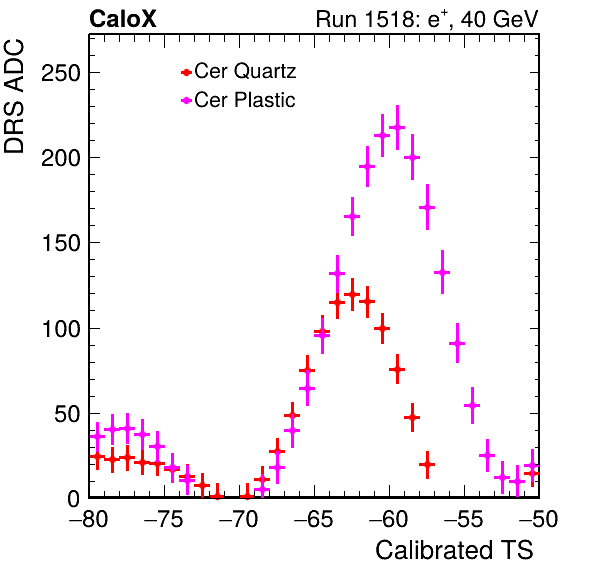 CaloX Run 1518: e⁺, 40 GeV
DRS ADC
Cer Quartz
Cer Plastic
250
200
150
100
50
0
−80 −75 −70 −65 −60 −55 −50
Calibrated TS